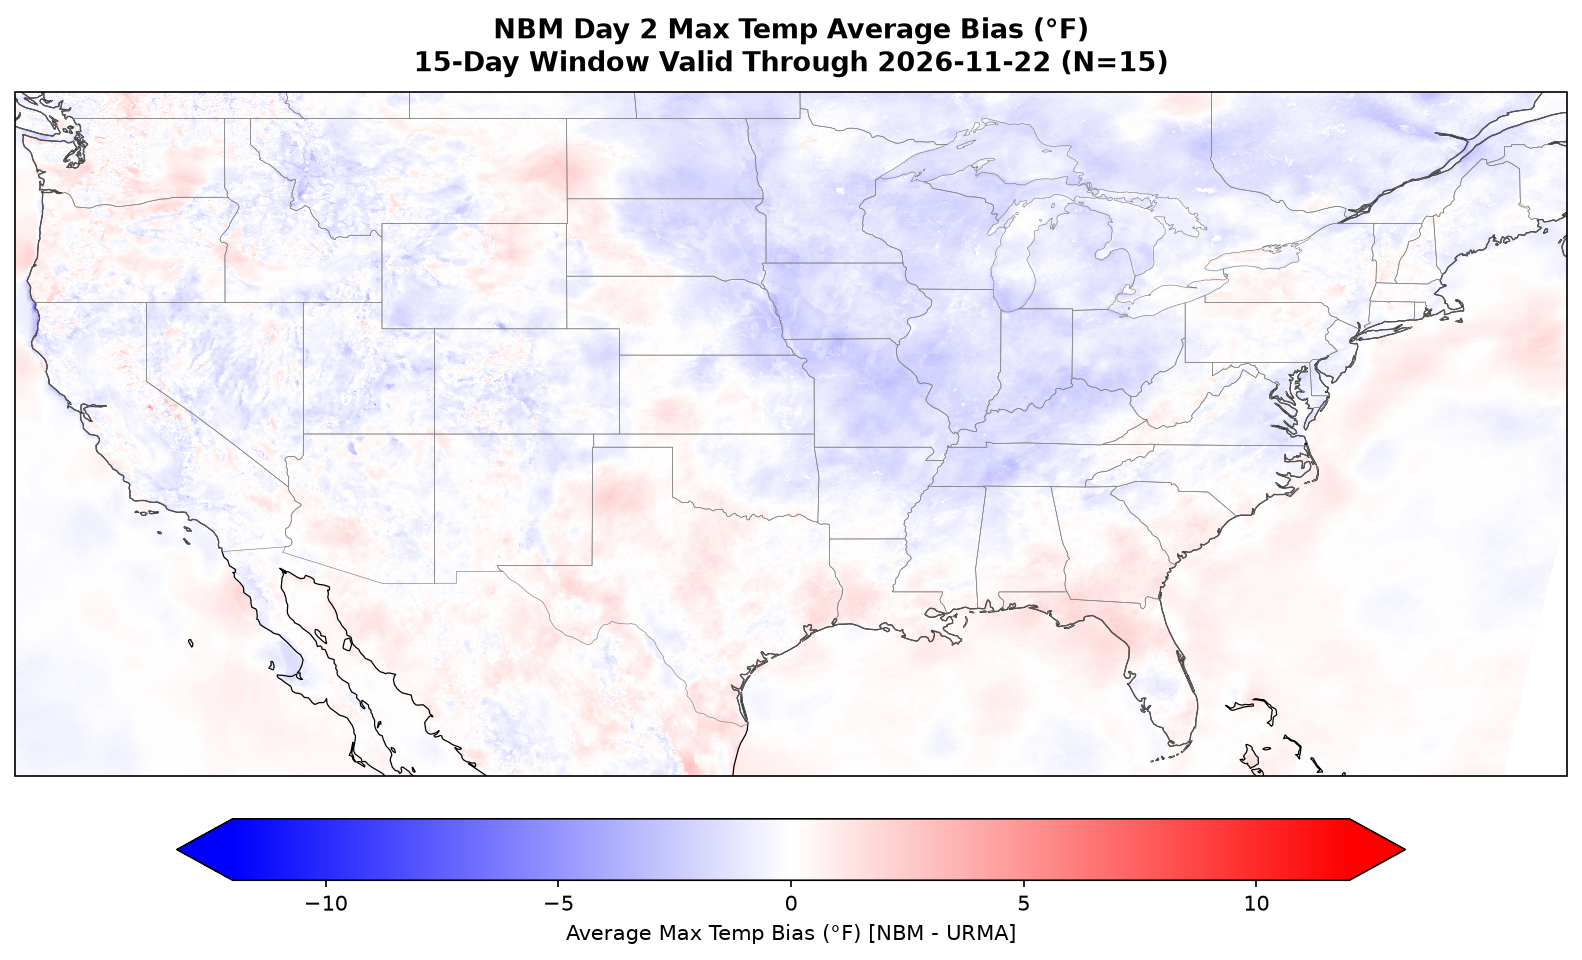 NBM Day 2 Max Temp Average Bias (°F)
15-Day Window Valid Through 2026-11-22 (N=15)
−10 −5 0 5 10
Average Max Temp Bias (°F) [NBM - URMA]